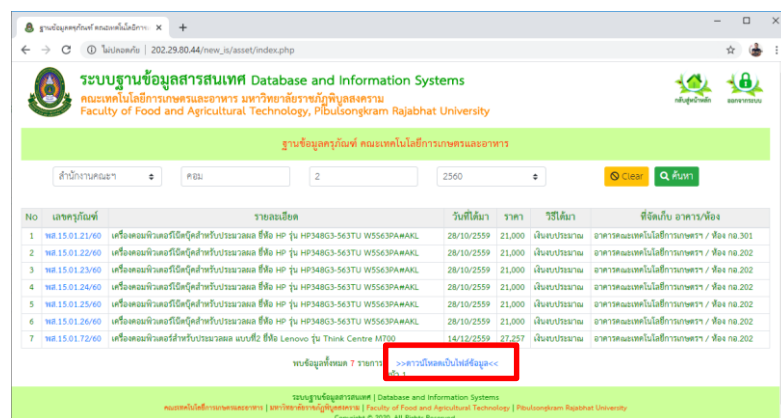 ฐานข้อมูลครุภัณฑ์ คณะเทคโนโลยีการเกษ
ไม่ปลอดภัย | 202.29.80.44/new_is/asset/index.php
ระบบฐานข้อมูลสารสนเทศ Database and Information Systems
คณะเทคโนโลยีการเกษตรและอาหาร มหาวิทยาลัยราชภัฏพิบูลสงคราม
Faculty of Food and Agricultural Technology, Pibulsongkram Rajabhat University
กลับสู่หน้าหลัก ออกจากระบบ
ฐานข้อมูลครุภัณฑ์ คณะเทคโนโลยีการเกษตรและอาหาร
สำนักงานคณะฯ คอม 2 2560 Clear ค้นหา
No เลขครุภัณฑ์ รายละเอียด วันที่ได้มา ราคา วิธีได้มา ที่จัดเก็บ อาคาร/ห้อง
1 พส.15.01.21/60 เครื่องคอมพิวเตอร์โน๊ตบุ๊คสำหรับประมวลผล ยี่ห้อ HP รุ่น HP348G3-563TU W5S63PA#AKL 28/10/2559 21,000 เงินงบประมาณ อาคารคณะเทคโนโลยีการเกษตรฯ / ห้อง กอ.301
2 พส.15.01.22/60 เครื่องคอมพิวเตอร์โน๊ตบุ๊คสำหรับประมวลผล ยี่ห้อ HP รุ่น HP348G3-563TU W5S63PA#AKL 28/10/2559 21,000 เงินงบประมาณ อาคารคณะเทคโนโลยีการเกษตรฯ / ห้อง กอ.202
3 พส.15.01.23/60 เครื่องคอมพิวเตอร์โน๊ตบุ๊คสำหรับประมวลผล ยี่ห้อ HP รุ่น HP348G3-563TU W5S63PA#AKL 28/10/2559 21,000 เงินงบประมาณ อาคารคณะเทคโนโลยีการเกษตรฯ / ห้อง กอ.202
4 พส.15.01.24/60 เครื่องคอมพิวเตอร์โน๊ตบุ๊คสำหรับประมวลผล ยี่ห้อ HP รุ่น HP348G3-563TU W5S63PA#AKL 28/10/2559 21,000 เงินงบประมาณ อาคารคณะเทคโนโลยีการเกษตรฯ / ห้อง กอ.202
5 พส.15.01.25/60 เครื่องคอมพิวเตอร์โน๊ตบุ๊คสำหรับประมวลผล ยี่ห้อ HP รุ่น HP348G3-563TU W5S63PA#AKL 28/10/2559 21,000 เงินงบประมาณ อาคารคณะเทคโนโลยีการเกษตรฯ / ห้อง กอ.202
6 พส.15.01.26/60 เครื่องคอมพิวเตอร์โน๊ตบุ๊คสำหรับประมวลผล ยี่ห้อ HP รุ่น HP348G3-563TU W5S63PA#AKL 28/10/2559 21,000 เงินงบประมาณ อาคารคณะเทคโนโลยีการเกษตรฯ / ห้อง กอ.202
7 พส.15.01.72/60 เครื่องคอมพิวเตอร์สำหรับประมวลผล แบบที่2 ยี่ห้อ Lenovo รุ่น Think Centre M700 14/12/2559 27,257 เงินงบประมาณ อาคารคณะเทคโนโลยีการเกษตรฯ / ห้อง กอ.202
พบข้อมูลทั้งหมด 7 รายการ >>ดาวน์โหลดเป็นไฟล์ข้อมูล<<
ระบบฐานข้อมูลสารสนเทศ | Database and Information Systems
คณะเทคโนโลยีการเกษตรและอาหาร | มหาวิทยาลัยราชภัฏพิบูลสงคราม | Faculty of Food and Agricultural Technology | Pibulsongkram Rajabhat University
Copyright © 2020. All Rights Reserved